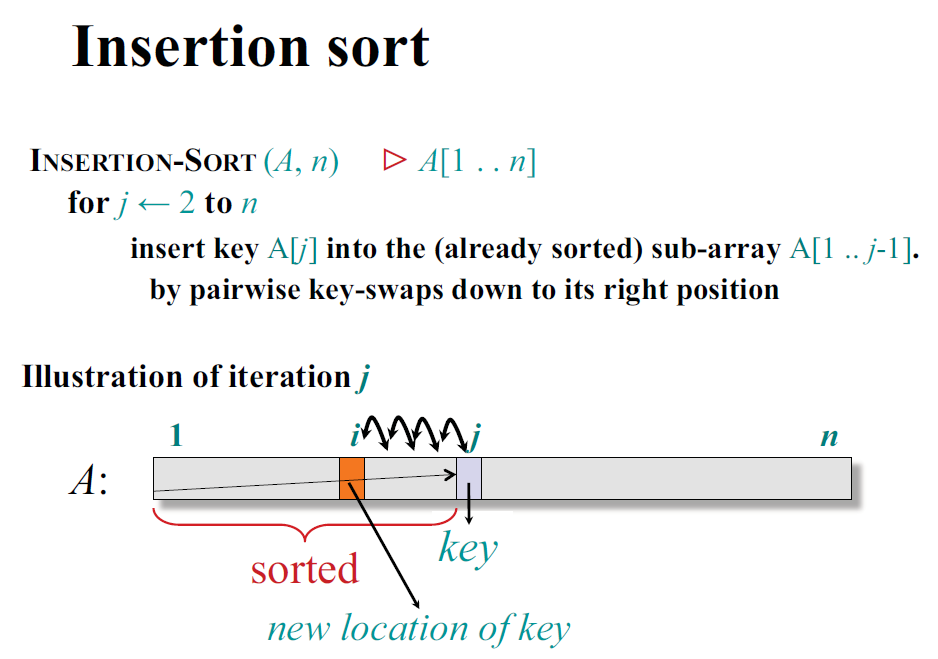 Insertion sort
INSERTION-SORT (A, n) ▷ A[1 . . n]
for j ← 2 to n
insert key A[j] into the (already sorted) sub-array A[1 .. j-1].
by pairwise key-swaps down to its right position
Illustration of iteration j
1 i j n
A:
key
sorted
new location of key